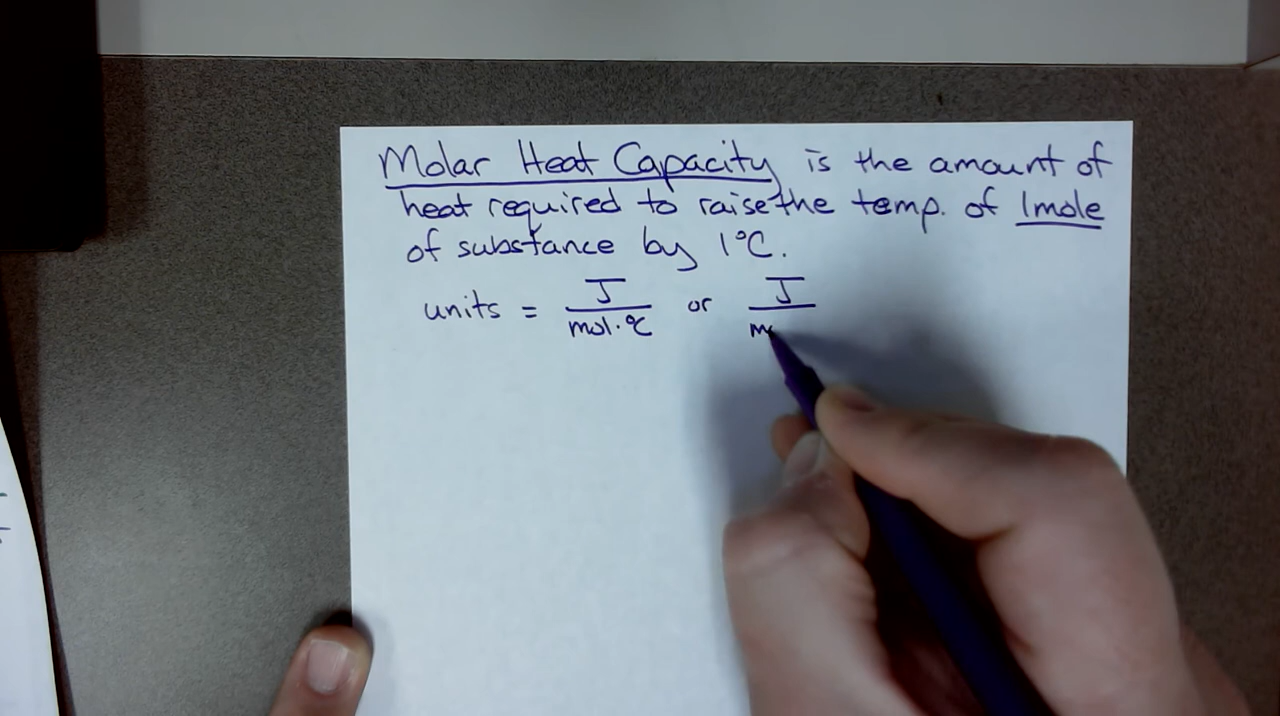 Molar Heat Capacity is the amount of
heat required to raise the temp. of 1mole
of substance by 1°C.
units = J/mol·°C or J/